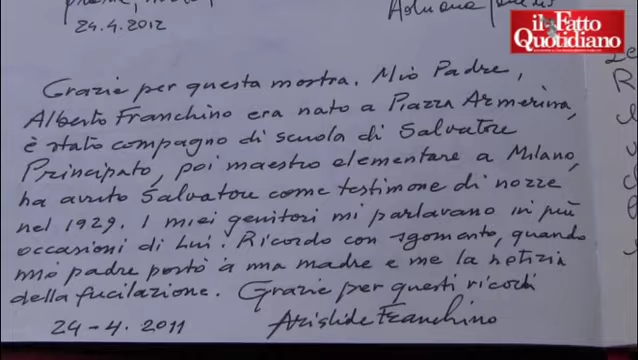 24.4.2012
il Fatto
Quotidiano
Grazie per questa mostra. Mio Padre,
Alberto Franchino era nato a Piazza Armerina,
è stato compagno di scuola di Salvatore
Principato, poi maestro elementare a Milano,
ha avuto Salvatore come testimone di nozze
nel 1929. I miei genitori mi parlavano in più
occasioni di Lui. Ricordo con sgomento, quando
mio padre portò a mia madre e me la notizia
della fucilazione. Grazie per questi ricordi
24-4. 2011 Aristide Franchino